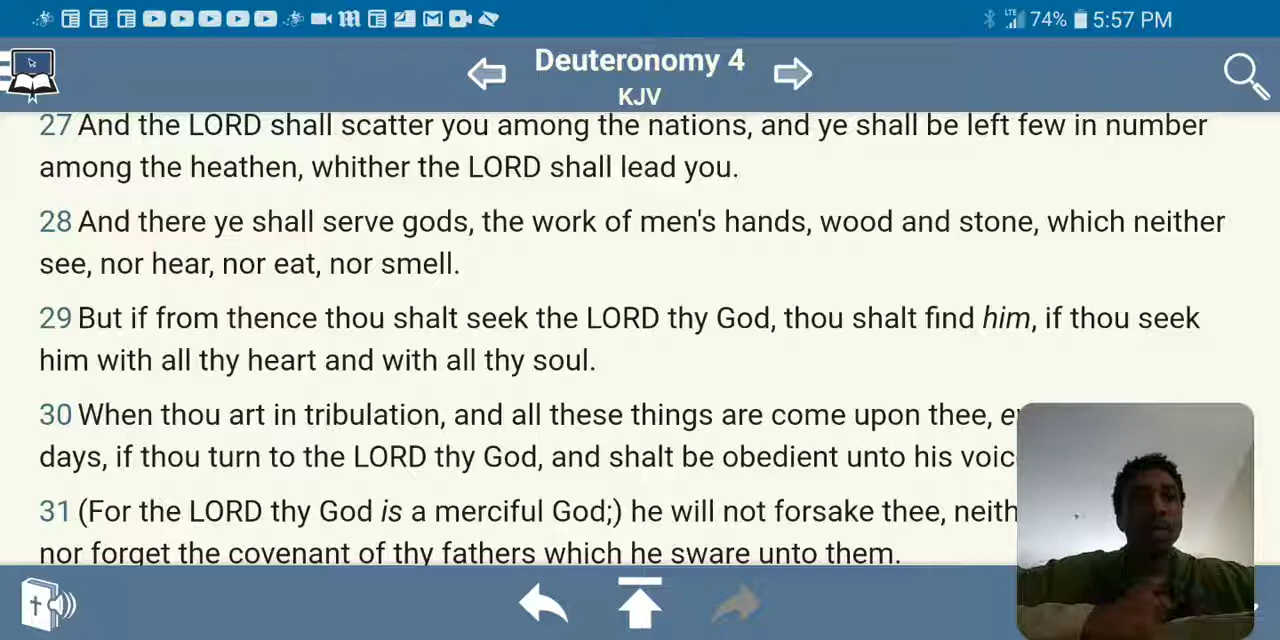 LTE 74% 5:57 PM
Deuteronomy 4
KJV
27 And the LORD shall scatter you among the nations, and ye shall be left few in number
among the heathen, whither the LORD shall lead you.
28 And there ye shall serve gods, the work of men's hands, wood and stone, which neither
see, nor hear, nor eat, nor smell.
29 But if from thence thou shalt seek the LORD thy God, thou shalt find him, if thou seek
him with all thy heart and with all thy soul.
30 When thou art in tribulation, and all these things are come upon thee,
days, if thou turn to the LORD thy God, and shalt be obedient unto his voic
31 (For the LORD thy God is a merciful God;) he will not forsake thee, neith
nor forget the covenant of thy fathers which he sware unto them.